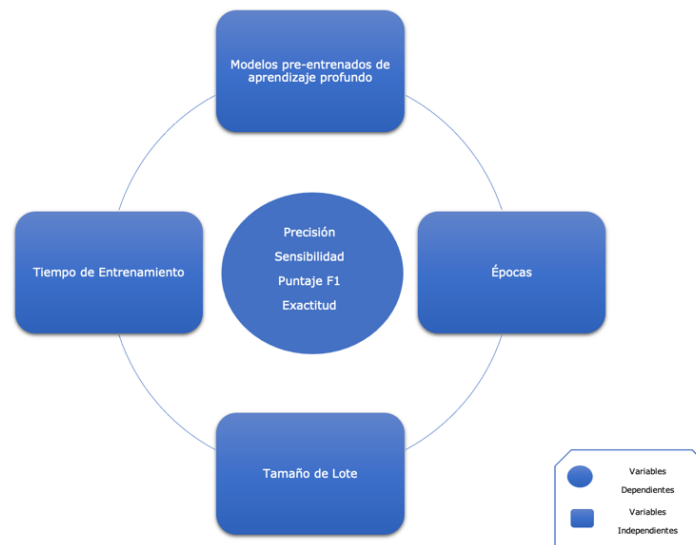 Modelos pre-entrenados de
aprendizaje profundo
Tiempo de Entrenamiento
Precisión
Sensibilidad
Puntaje F1
Exactitud
Épocas
Tamaño de Lote
Variables
Dependientes
Variables
Independientes